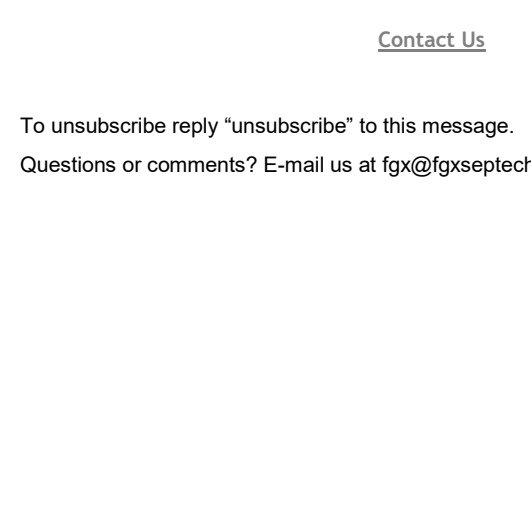 Contact Us
To unsubscribe reply “unsubscribe” to this message.
Questions or comments? E-mail us at fgx@fgxseptech